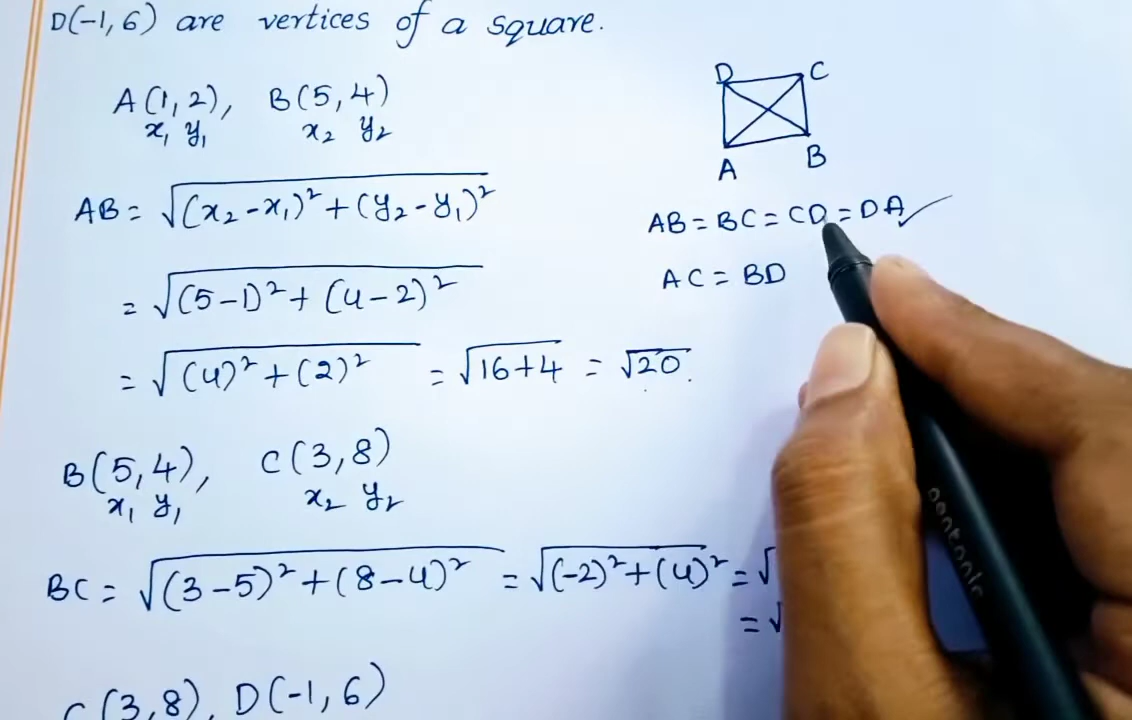 D(-1, 6) are vertices of a square.
A(1, 2), B(5, 4)
x₁ y₁ x₂ y₂
D C
A B
AB = √(x₂-x₁)²+(y₂-y₁)²
AB = BC = CD = DA ✓
AC = BD
= √(5-1)²+(4-2)²
= √(4)²+(2)² = √16+4 = √20.
B(5, 4), C(3, 8)
x₁ y₁ x₂ y₂
BC = √(3-5)²+(8-4)² = √(-2)²+(4)² = √
= √
C(3, 8), D(-1, 6)
pentonic